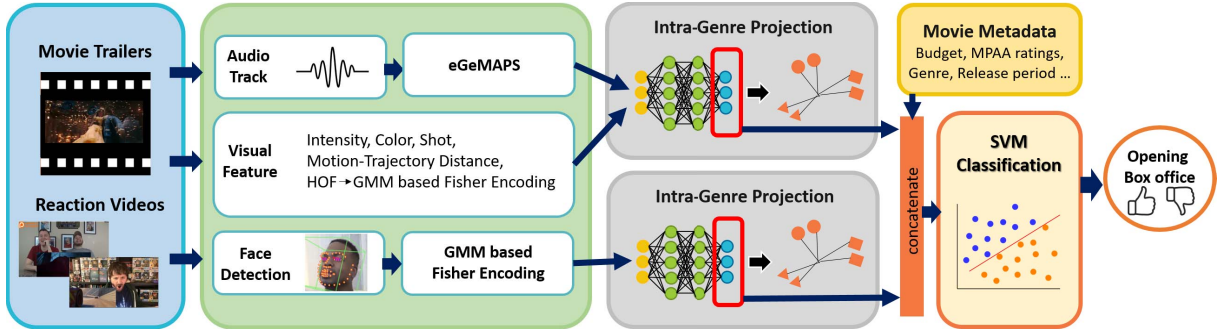 Movie Trailers
Reaction Videos
Audio
Track
eGeMAPS
Visual
Feature
Intensity, Color, Shot,
Motion-Trajectory Distance,
HOF→GMM based Fisher Encoding
Face
Detection
GMM based
Fisher Encoding
Intra-Genre Projection
Intra-Genre Projection
Movie Metadata
Budget, MPAA ratings,
Genre, Release period ...
concatenate
SVM
Classification
Opening
Box office